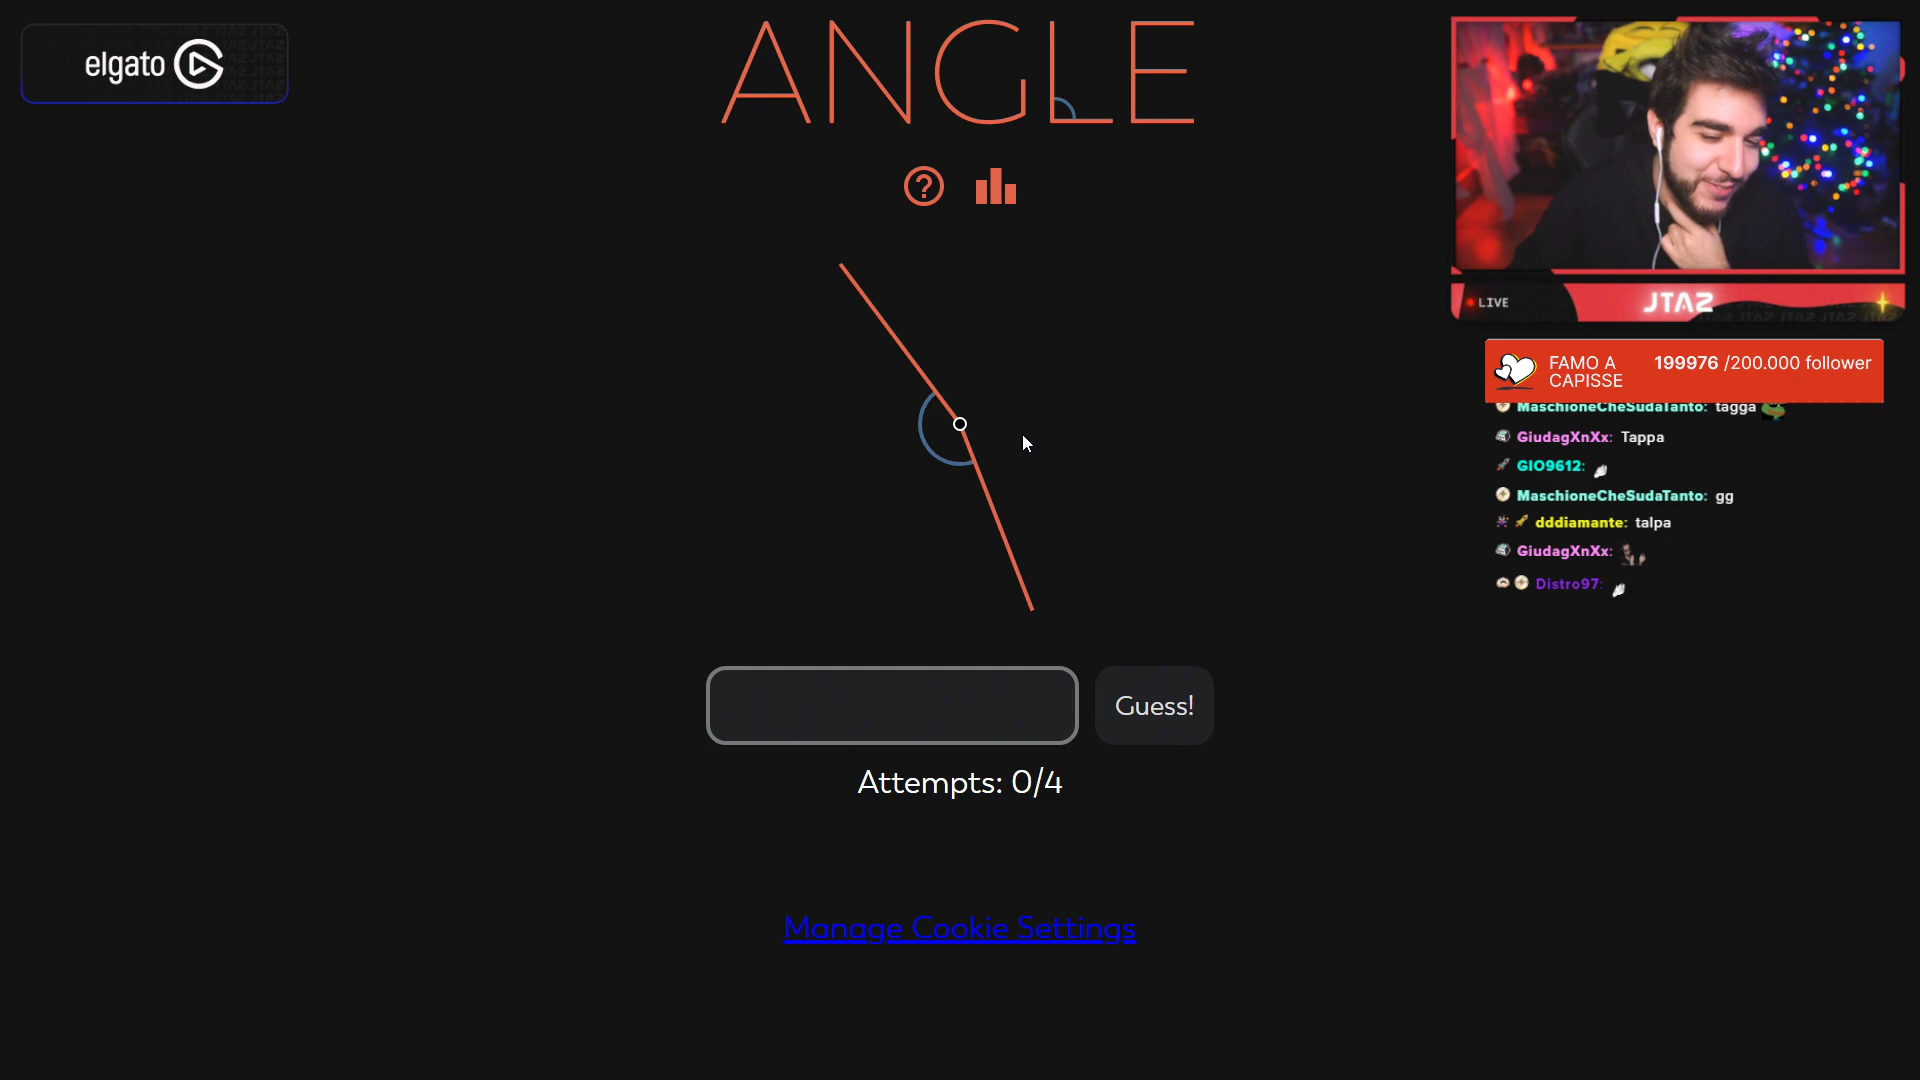 elgato
ANGLE
LIVE
JTAZ
FAMO A CAPISSE
199976 /200.000 follower
MaschioneCheSudaTanto: tagga
GiudagXnXx: Tappa
GIO9612:
MaschioneCheSudaTanto: gg
dddiamante: talpa
GiudagXnXx:
Distro97:
Guess!
Attempts: 0/4
Manage Cookie Settings